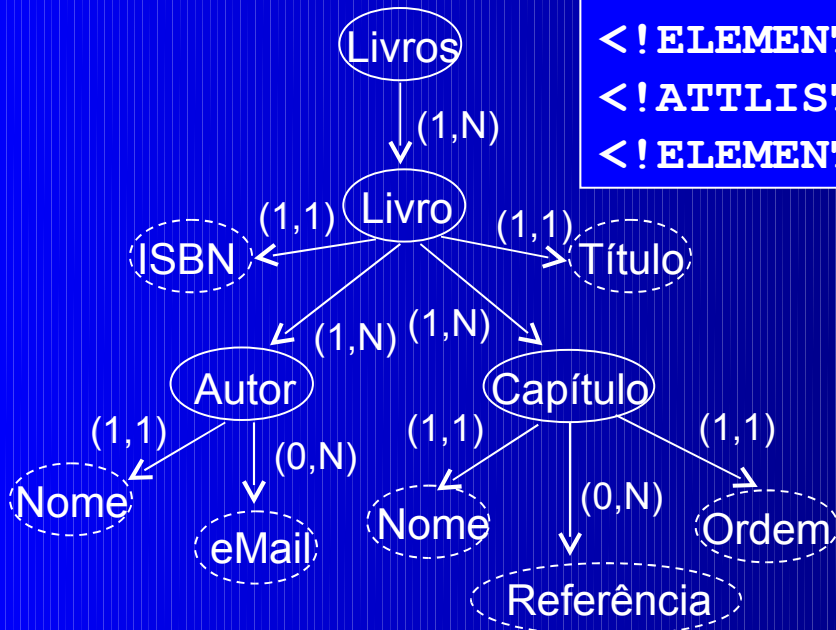 Livros
<!ELEMENT
<!ATTLIST
<!ELEMENT
(1,N)
Livro
(1,1)
(1,1)
ISBN
Título
(1,N)
(1,N)
Autor
Capítulo
(1,1)
(0,N)
(1,1)
(1,1)
Nome
eMail
Nome
(0,N)
Ordem
Referência